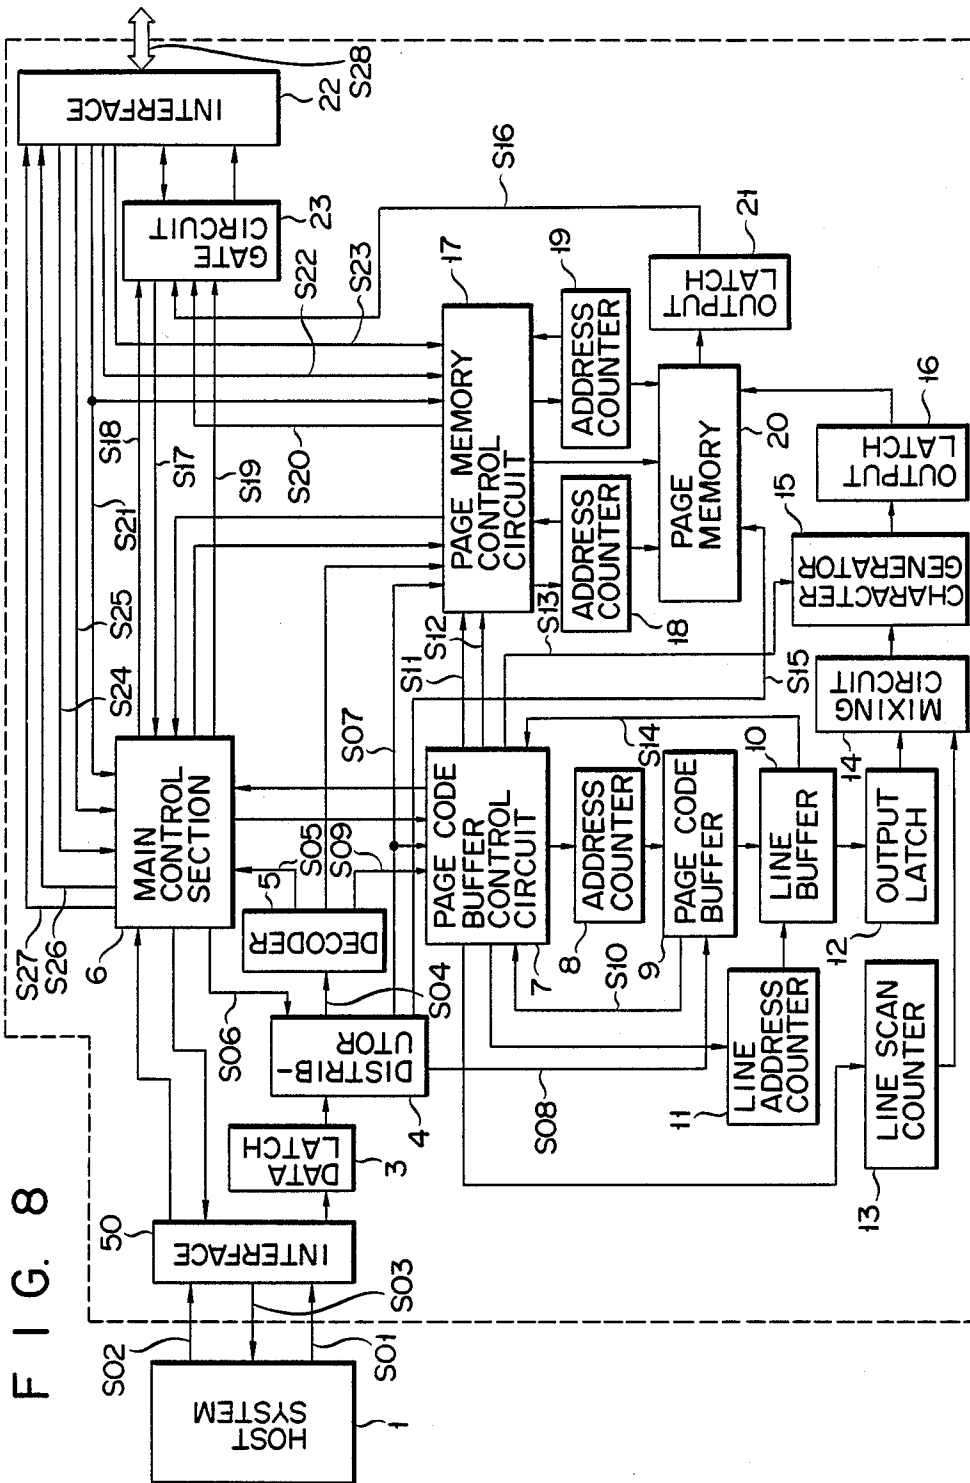 F I G. 8
HOST
SYSTEM
1
S02
S03
S01
50
INTERFACE
DATA
LATCH
3
DISTRIB-
UTOR
4
S06
S04
S08
DECODER
5
S05
S09
S07
MAIN
CONTROL
SECTION
6
S27
S26
S24
S25
S21
S18
S17
S19
S20
S22
S23
GATE
CIRCUIT
23
INTERFACE
22
S28
PAGE CODE
BUFFER
CONTROL
CIRCUIT
7
S10
S11
S12
S13
S14
S15
S16
ADDRESS
COUNTER
8
PAGE CODE
BUFFER
9
LINE
BUFFER
10
LINE
ADDRESS
COUNTER
11
OUTPUT
LATCH
12
LINE SCAN
COUNTER
13
MIXING
CIRCUIT
14
CHARACTER
GENERATOR
15
OUTPUT
LATCH
16
PAGE MEMORY
CONTROL
CIRCUIT
17
ADDRESS
COUNTER
18
ADDRESS
COUNTER
19
PAGE
MEMORY
20
OUTPUT
LATCH
21